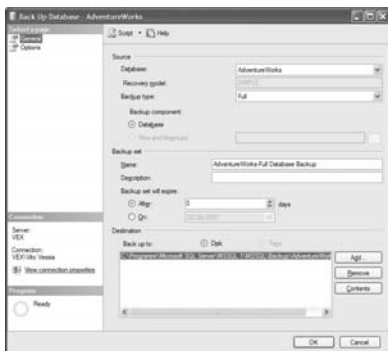 Back Up Database - AdventureWorks
Select a page
General
Options
Script
Help
Source
Database:
AdventureWorks
Recovery model:
SIMPLE
Backup type:
Full
Backup component:
Database
Files and filegroups:
Backup set
Name:
AdventureWorks-Full Database Backup
Description:
Backup set will expire:
After:
0
days
On:
Destination
Back up to:
Disk
Tape
Add...
Remove
Contents
Connection
Server:
VEX
Connection:
View connection properties
Progress
Ready
OK
Cancel